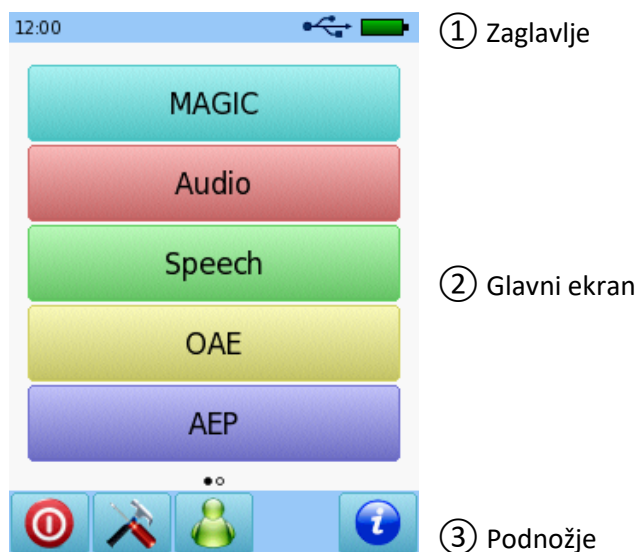 12:00
① Zaglavlje
MAGIC
Audio
Speech
② Glavni ekran
OAE
AEP
③ Podnožje